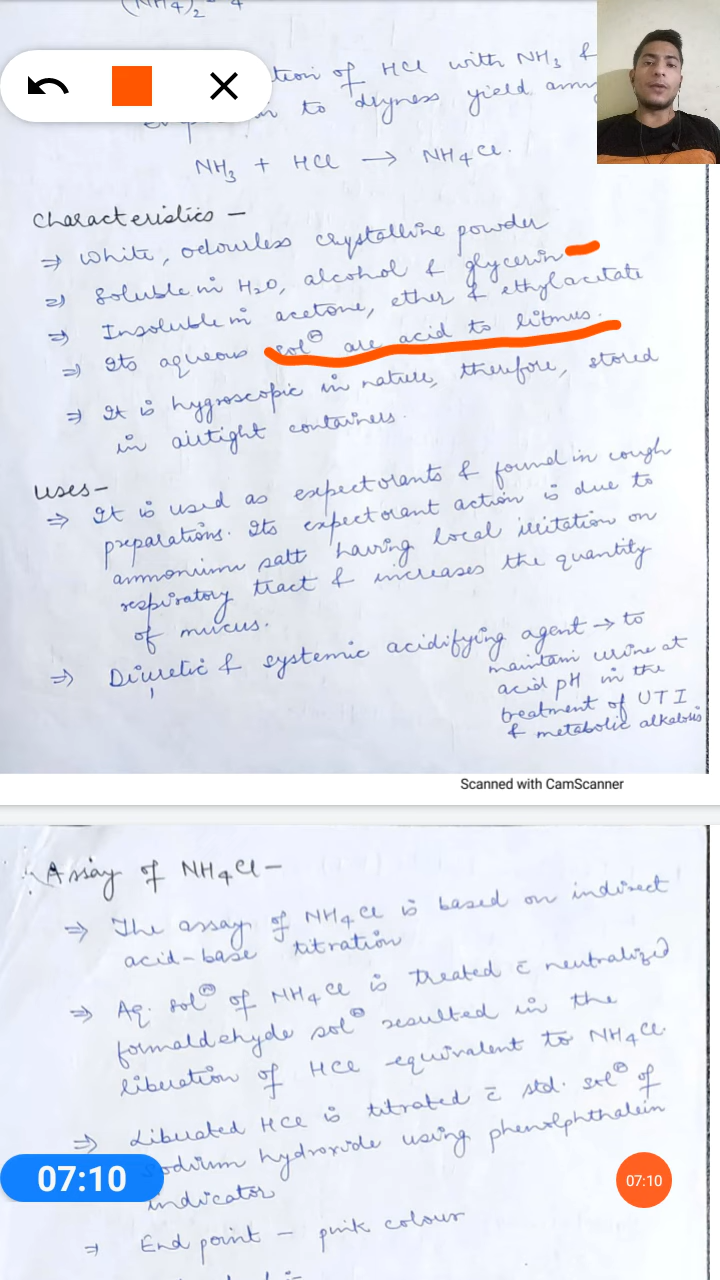 (NH4)2 4
tion of HCl with NH3 &
to dryness yield amm
NH3 + HCl → NH4Cl.
Characteristics –
⇒ White, odourless crystalline powder
⇒ Soluble in H2O, alcohol & glycerin
⇒ Insoluble in acetone, ether & ethylacetate
⇒ Its aqueous solⁿ are acid to litmus.
⇒ It is hygroscopic in nature, therefore, stored
in airtight containers.
Uses –
⇒ It is used as expectorants & found in cough
preparations. Its expectorant action is due to
ammonium salt having local irritation on
respiratory tract & increases the quantity
of mucus.
⇒ Diuretic & systemic acidifying agent → to
maintain urine at
acid pH in the
treatment of UTI
& metabolic alkalosis
Scanned with CamScanner
Assay of NH4Cl –
⇒ The assay of NH4Cl is based on indirect
acid-base titration
⇒ Aq. solⁿ of NH4Cl is treated c̄ neutralized
formaldehyde solⁿ resulted in the
liberation of HCl equivalent to NH4Cl.
⇒ Liberated HCl is titrated c̄ std. solⁿ of
sodium hydroxide using phenolphthalein
indicator
07:10
07:10
⇒ End point – pink colour